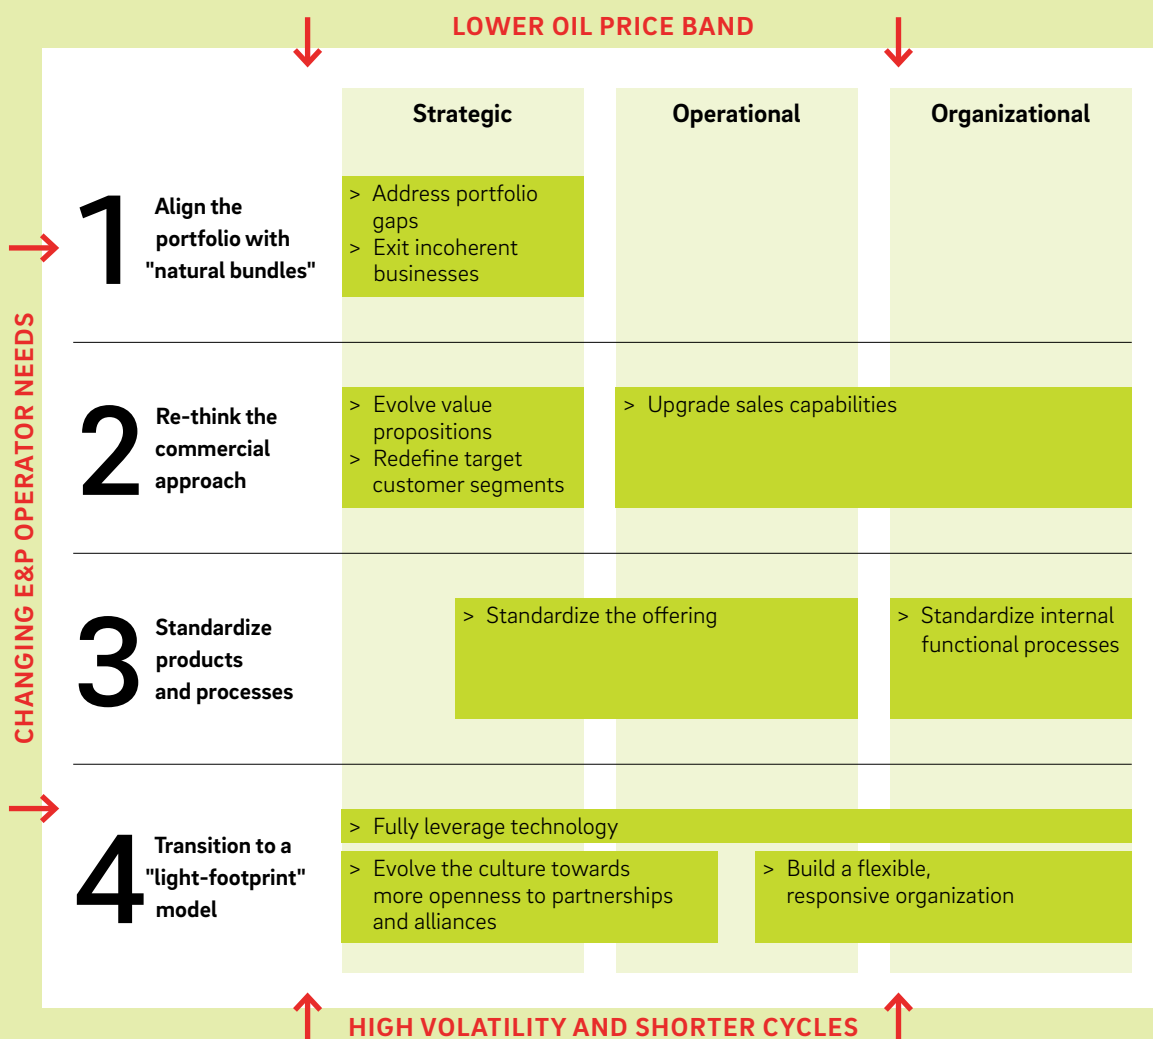 LOWER OIL PRICE BAND
CHANGING E&P OPERATOR NEEDS
Strategic
Operational
Organizational
1
Align the
portfolio with
"natural bundles"
> Address portfolio
gaps
> Exit incoherent
businesses
2
Re-think the
commercial
approach
> Evolve value
propositions
> Redefine target
customer segments
> Upgrade sales capabilities
3
Standardize
products
and processes
> Standardize the offering
> Standardize internal
functional processes
4
Transition to a
"light-footprint"
model
> Fully leverage technology
> Evolve the culture towards
more openness to partnerships
and alliances
> Build a flexible,
responsive organization
HIGH VOLATILITY AND SHORTER CYCLES